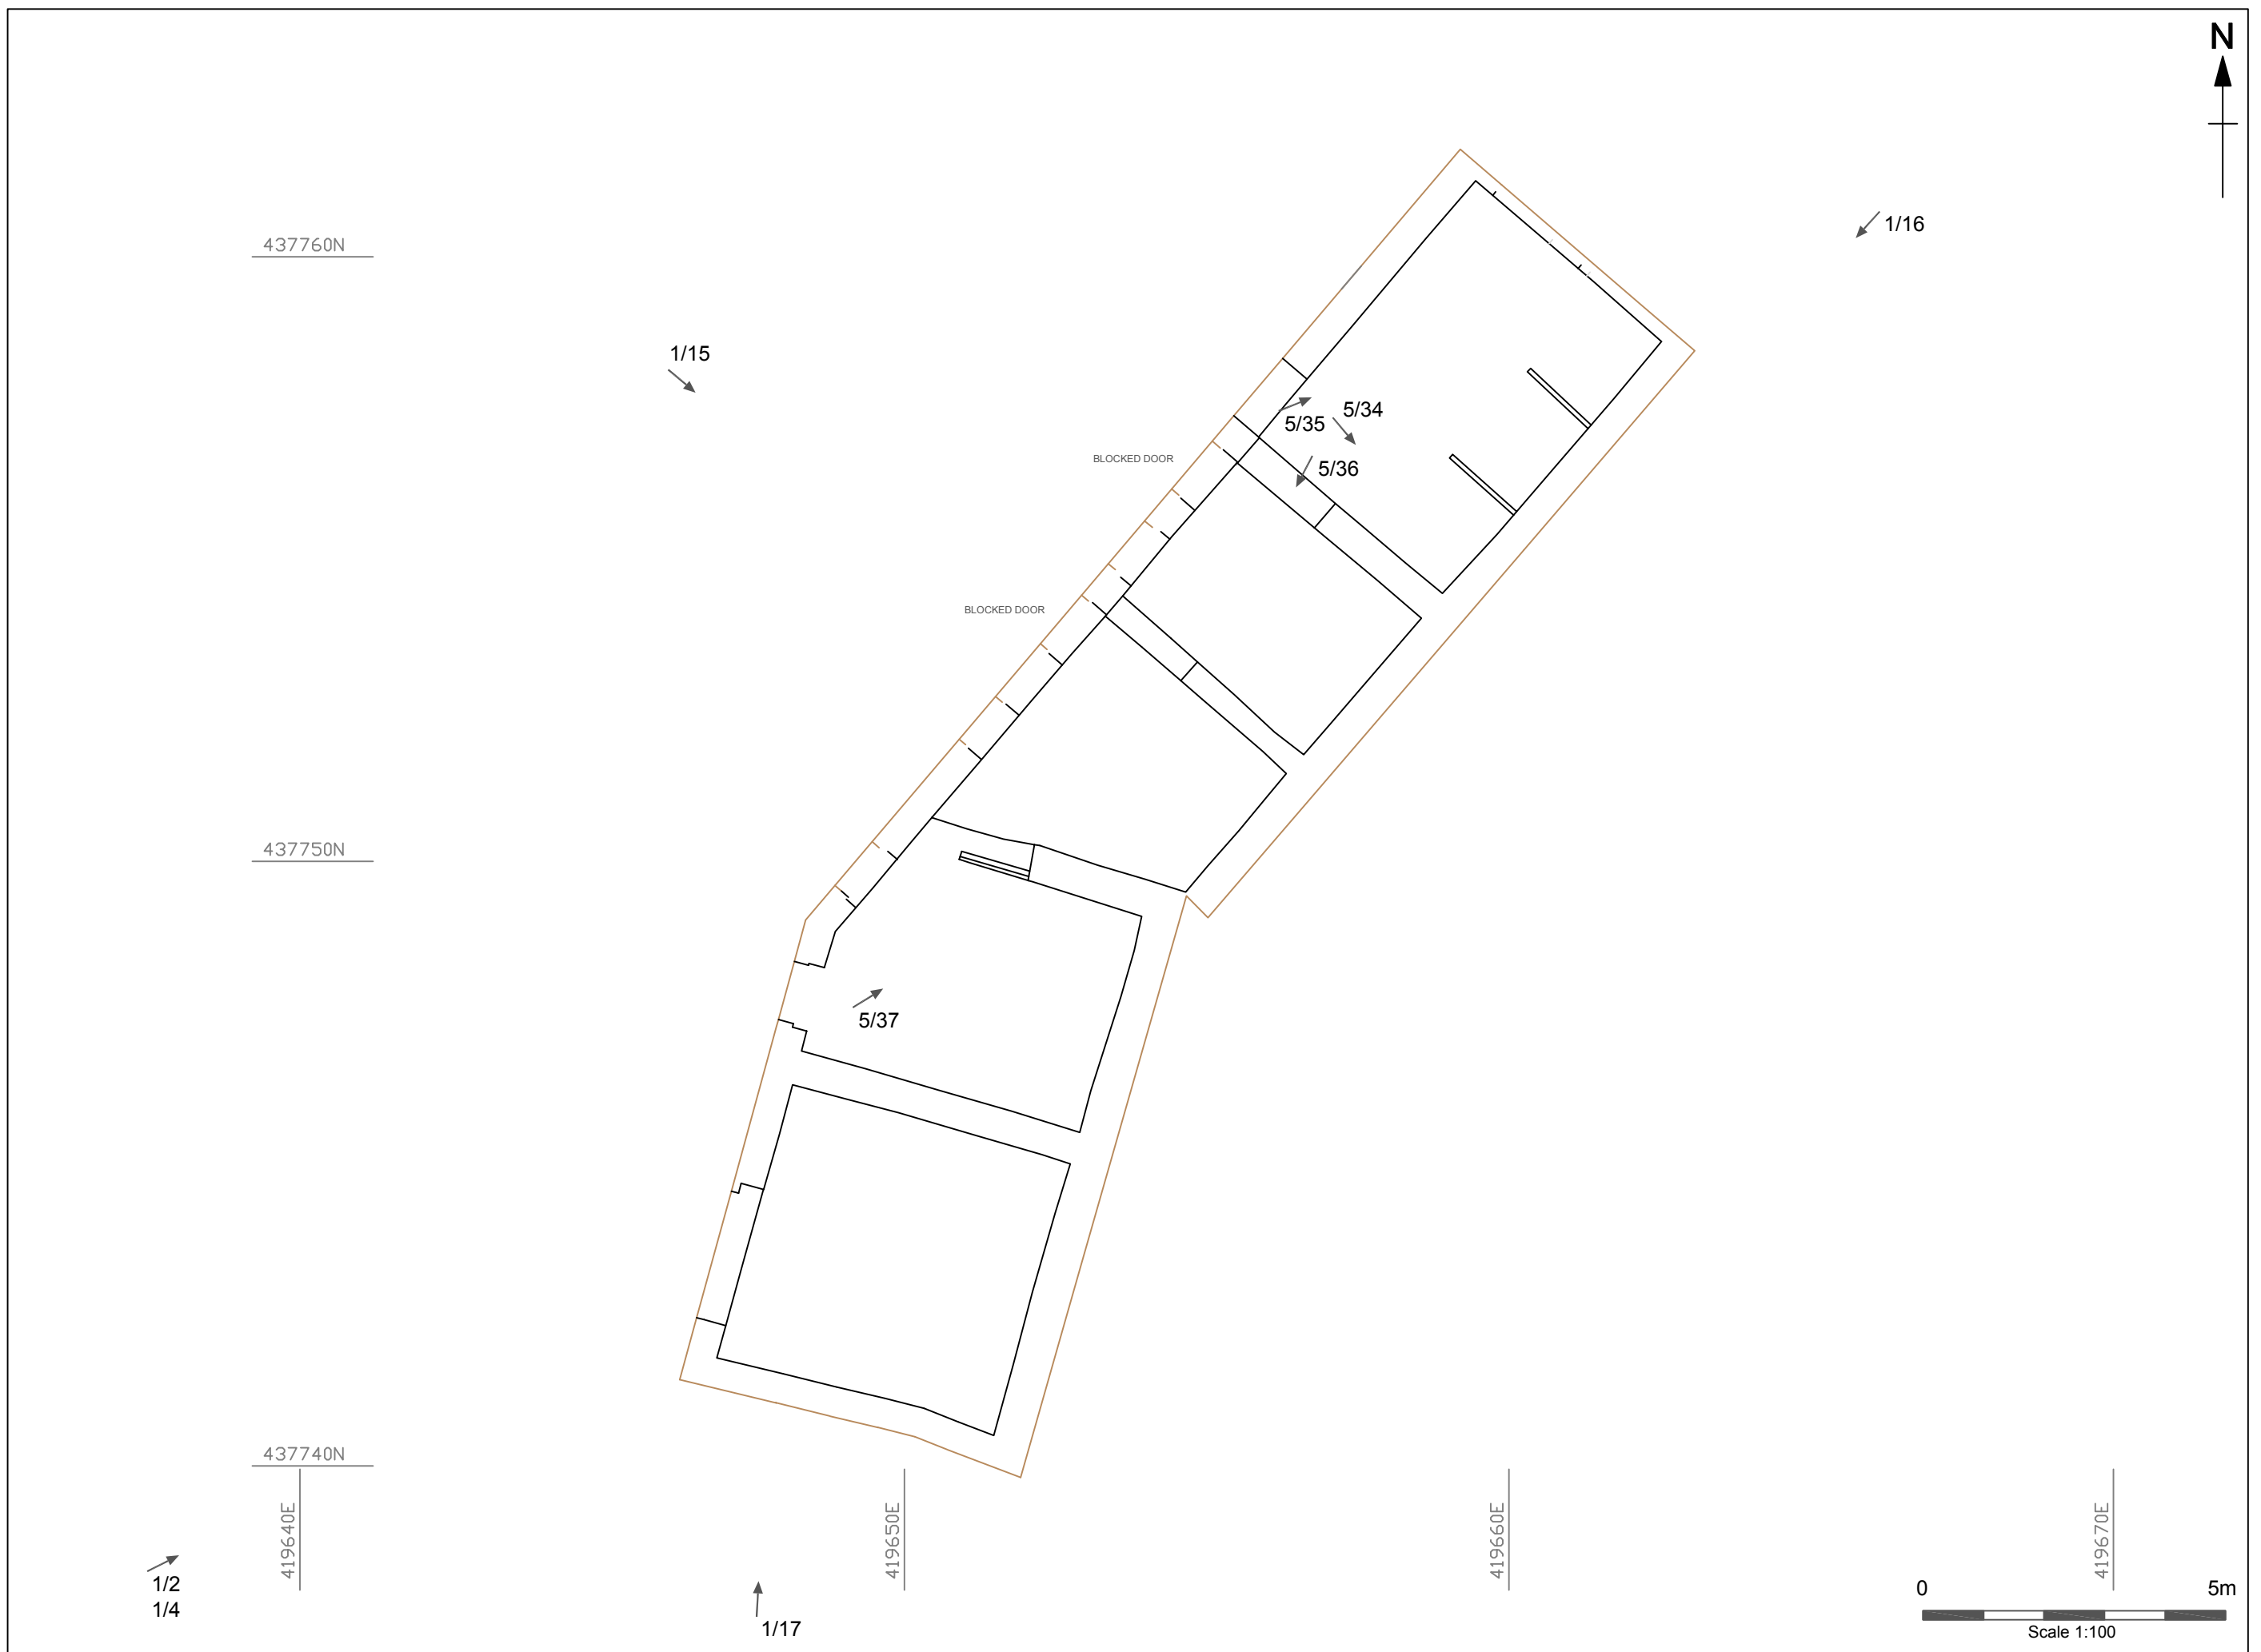 N
1/16
437760N
1/15
5/34
5/35
BLOCKED DOOR
5/36
BLOCKED DOOR
437750N
5/37
437740N
419640E
419650E
419660E
419670E
1/2
1/4
1/17
0 5m
Scale 1:100